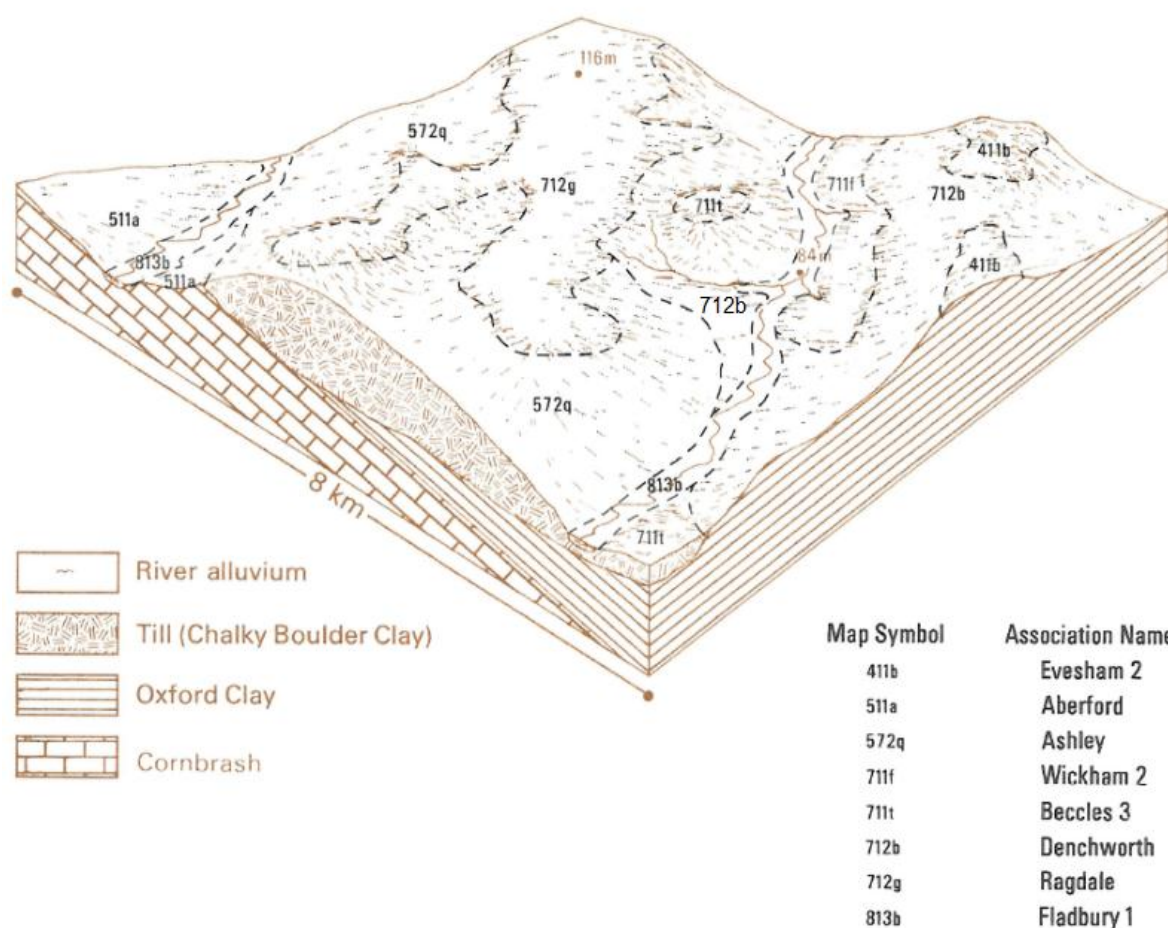 116m
572q
411b
711f
712g
712b
711t
511a
813b
84m
411b
511a
712b
572q
813b
711t
8 km
River alluvium
Till (Chalky Boulder Clay)
Oxford Clay
Cornbrash
Map Symbol Association Name
411b Evesham 2
511a Aberford
572q Ashley
711f Wickham 2
711t Beccles 3
712b Denchworth
712g Ragdale
813b Fladbury 1